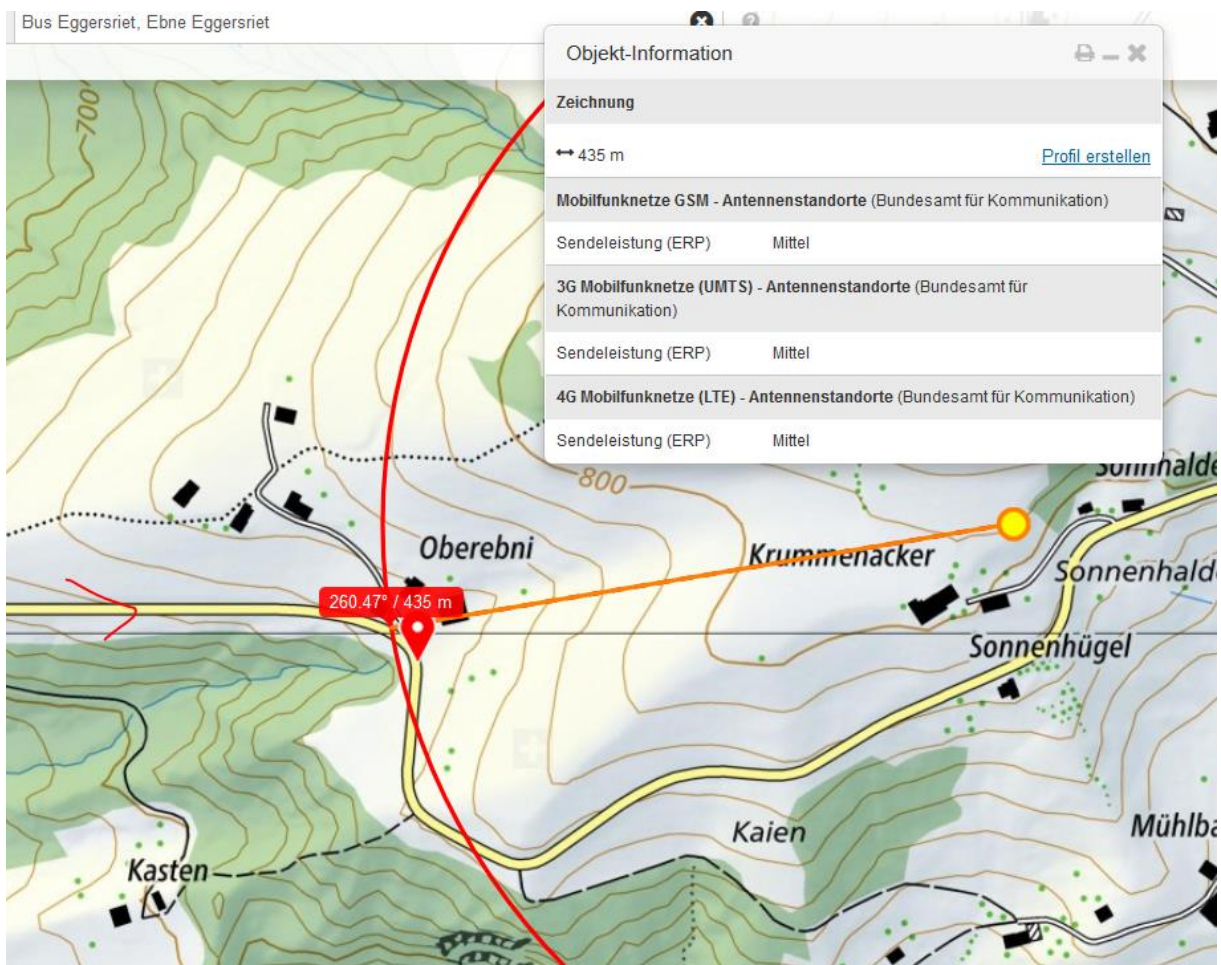 Bus Eggersriet, Ebne Eggersriet
Objekt-Information
Zeichnung
435 m
Profil erstellen
Mobilfunknetze GSM - Antennenstandorte (Bundesamt für Kommunikation)
Sendeleistung (ERP) Mittel
3G Mobilfunknetze (UMTS) - Antennenstandorte (Bundesamt für
Kommunikation)
Sendeleistung (ERP) Mittel
4G Mobilfunknetze (LTE) - Antennenstandorte (Bundesamt für Kommunikation)
Sendeleistung (ERP) Mittel
700
800
Oberebni
Krummenacker
260.47° / 435 m
Sonnenhügel
Kaien
Kasten